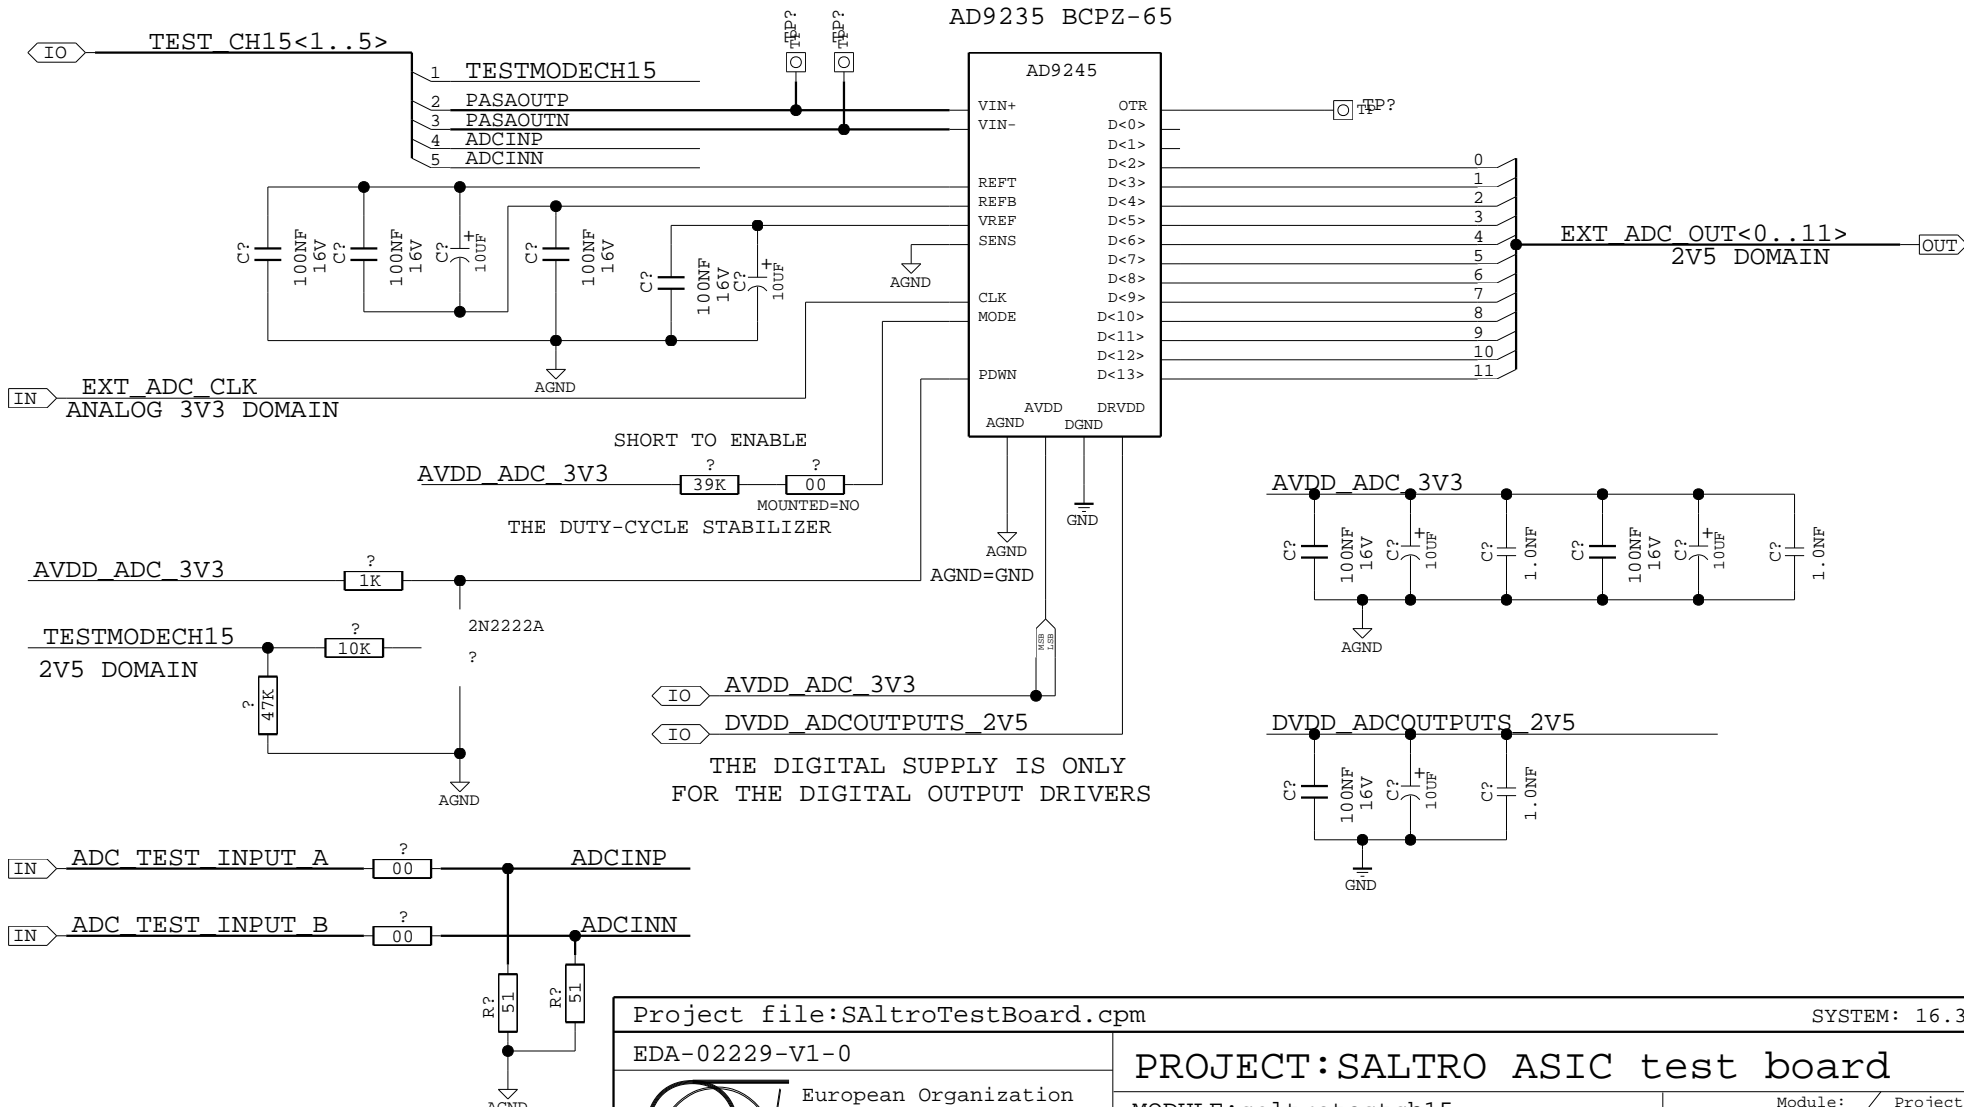 AD9235 BCPZ-65
IO
TEST_CH15<1..5>
TP?
TP
TP?
TP
1 TESTMODECH15
2 PASAOUTP
3 PASAOUTN
4 ADCINP
5 ADCINN
AD9245
VIN+
VIN-
REFT
REFB
VREF
SENS
CLK
MODE
PDWN
OTR
D<0>
D<1>
D<2>
D<3>
D<4>
D<5>
D<6>
D<7>
D<8>
D<9>
D<10>
D<11>
D<12>
D<13>
AVDD
DRVDD
AGND
DGND
TP
TP?
0
1
2
3
4
5
6
7
8
9
10
11
EXT_ADC_OUT<0..11>
2V5 DOMAIN
OUT
C?
100NF
16V
C?
100NF
16V
C?
+
10UF
C?
100NF
16V
C?
100NF
16V
C?
+
10UF
AGND
AGND
IN
EXT_ADC_CLK
ANALOG 3V3 DOMAIN
SHORT TO ENABLE
AVDD_ADC_3V3
?
39K
?
00
MOUNTED=NO
THE DUTY-CYCLE STABILIZER
GND
AGND
AGND=GND
AVDD_ADC_3V3
?
1K
2N2222A
?
TESTMODECH15
?
10K
2V5 DOMAIN
?
47K
AGND
MSB
LSB
IO
AVDD_ADC_3V3
IO
DVDD_ADCOUTPUTS_2V5
THE DIGITAL SUPPLY IS ONLY
FOR THE DIGITAL OUTPUT DRIVERS
AVDD_ADC_3V3
C?
100NF
16V
C?
+
10UF
C?
1.0NF
C?
100NF
16V
C?
+
10UF
C?
1.0NF
AGND
DVDD_ADCOUTPUTS_2V5
C?
100NF
16V
C?
+
10UF
C?
1.0NF
GND
IN
ADC_TEST_INPUT_A
?
00
ADCINP
IN
ADC_TEST_INPUT_B
?
00
ADCINN
R?
51
R?
51
AGND
Project file:SAltroTestBoard.cpm
SYSTEM: 16.3
EDA-02229-V1-0
PROJECT:SALTRO ASIC test board
European Organization
Module: / Project